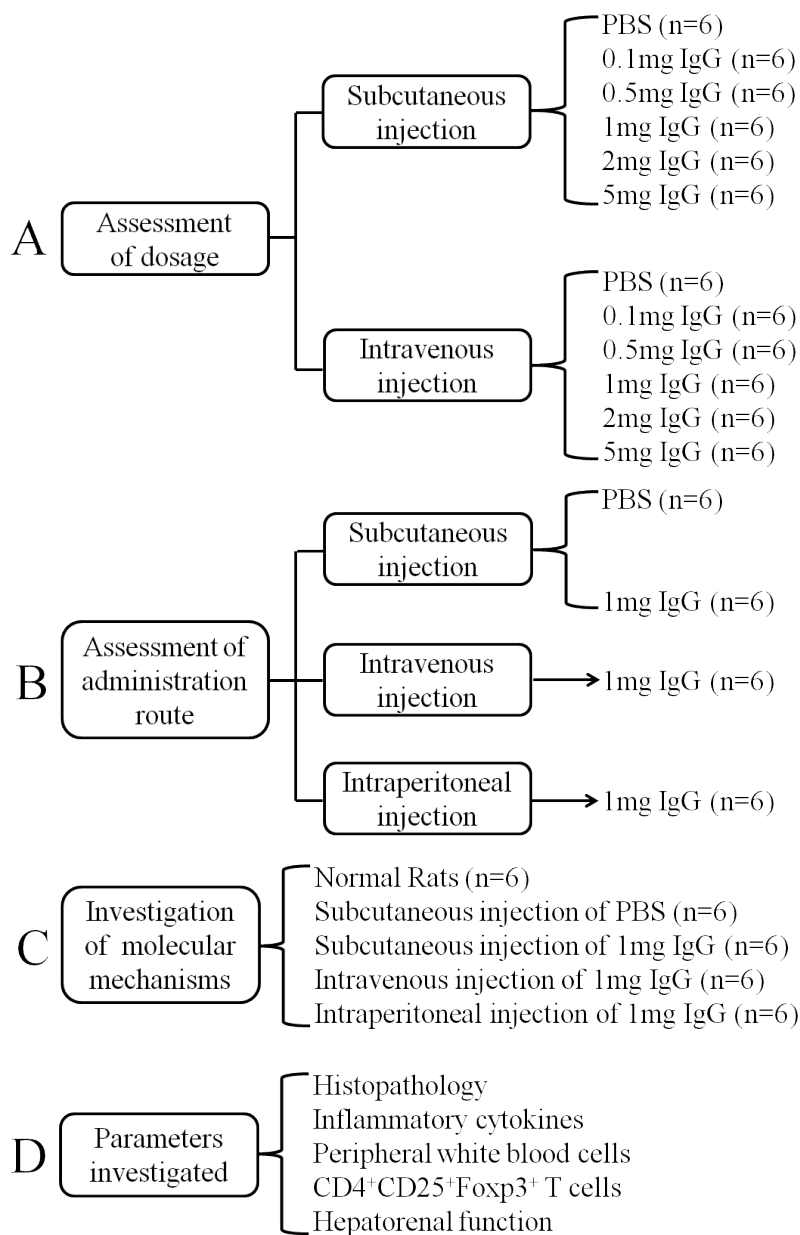 A
Assessment
of dosage
Subcutaneous
injection
PBS (n=6)
0.1mg IgG (n=6)
0.5mg IgG (n=6)
1mg IgG (n=6)
2mg IgG (n=6)
5mg IgG (n=6)
Intravenous
injection
PBS (n=6)
0.1mg IgG (n=6)
0.5mg IgG (n=6)
1mg IgG (n=6)
2mg IgG (n=6)
5mg IgG (n=6)
B
Assessment of
administration
route
Subcutaneous
injection
PBS (n=6)
1mg IgG (n=6)
Intravenous
injection
1mg IgG (n=6)
Intraperitoneal
injection
1mg IgG (n=6)
C
Investigation
of molecular
mechanisms
Normal Rats (n=6)
Subcutaneous injection of PBS (n=6)
Subcutaneous injection of 1mg IgG (n=6)
Intravenous injection of 1mg IgG (n=6)
Intraperitoneal injection of 1mg IgG (n=6)
D
Parameters
investigated
Histopathology
Inflammatory cytokines
Peripheral white blood cells
CD4⁺CD25⁺Foxp3⁺ T cells
Hepatorenal function